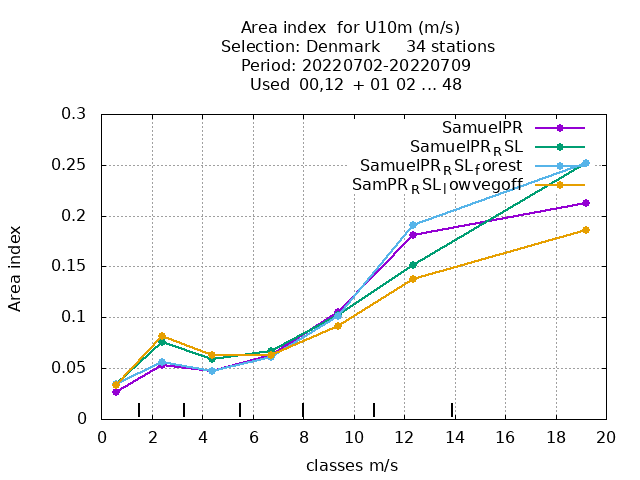 Area index  for U10m (m/s)
Selection: Denmark     34 stations
Period: 20220702-20220709
Used  00,12  + 01 02 ... 48
SamuelPR
SamuelPR_RSL
SamuelPR_RSL_forest
SamPR_RSL_lowvegoff
Area index
0.3
0.25
0.2
0.15
0.1
0.05
0
0 2 4 6 8 10 12 14 16 18 20
classes m/s